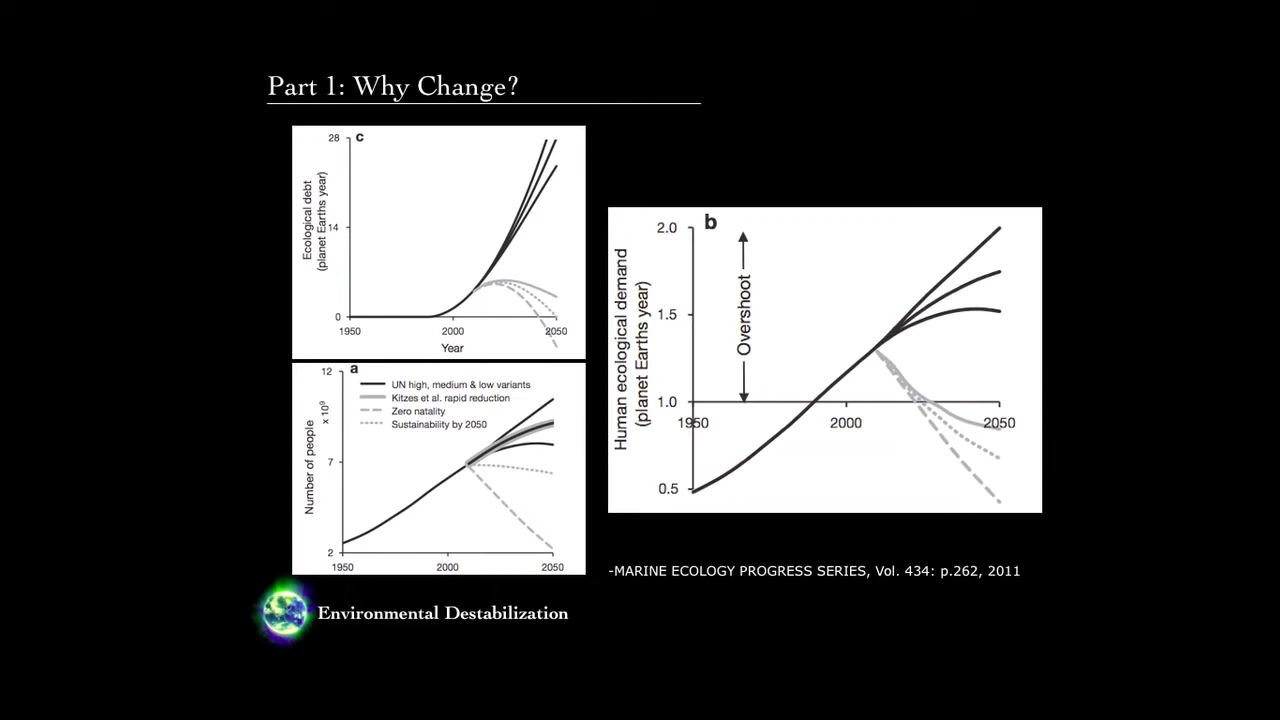 Part 1: Why Change?
c
28
14
0
Ecological debt
(planet Earths year)
1950
2000
2050
Year
a
12
7
2
x 10⁹
Number of people
UN high, medium & low variants
Kitzes et al. rapid reduction
Zero natality
Sustainability by 2050
1950
2000
2050
b
2.0
1.5
1.0
0.5
Human ecological demand
(planet Earths year)
Overshoot
1950
2000
2050
-MARINE ECOLOGY PROGRESS SERIES, Vol. 434: p.262, 2011
Environmental Destabilization